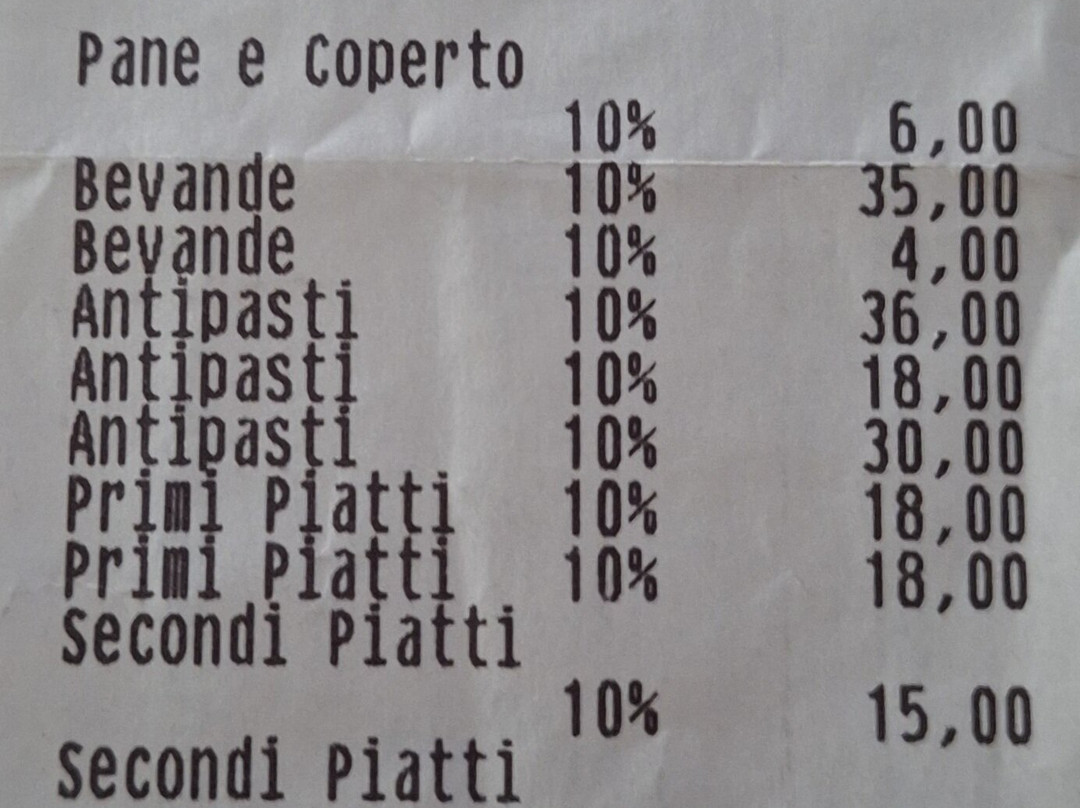 Pane e Coperto
10% 6,00
Bevande 10% 35,00
Bevande 10% 4,00
Antipasti 10% 36,00
Antipasti 10% 18,00
Antipasti 10% 30,00
Primi Piatti 10% 18,00
Primi Piatti 10% 18,00
Secondi Piatti
10% 15,00
Secondi Piatti